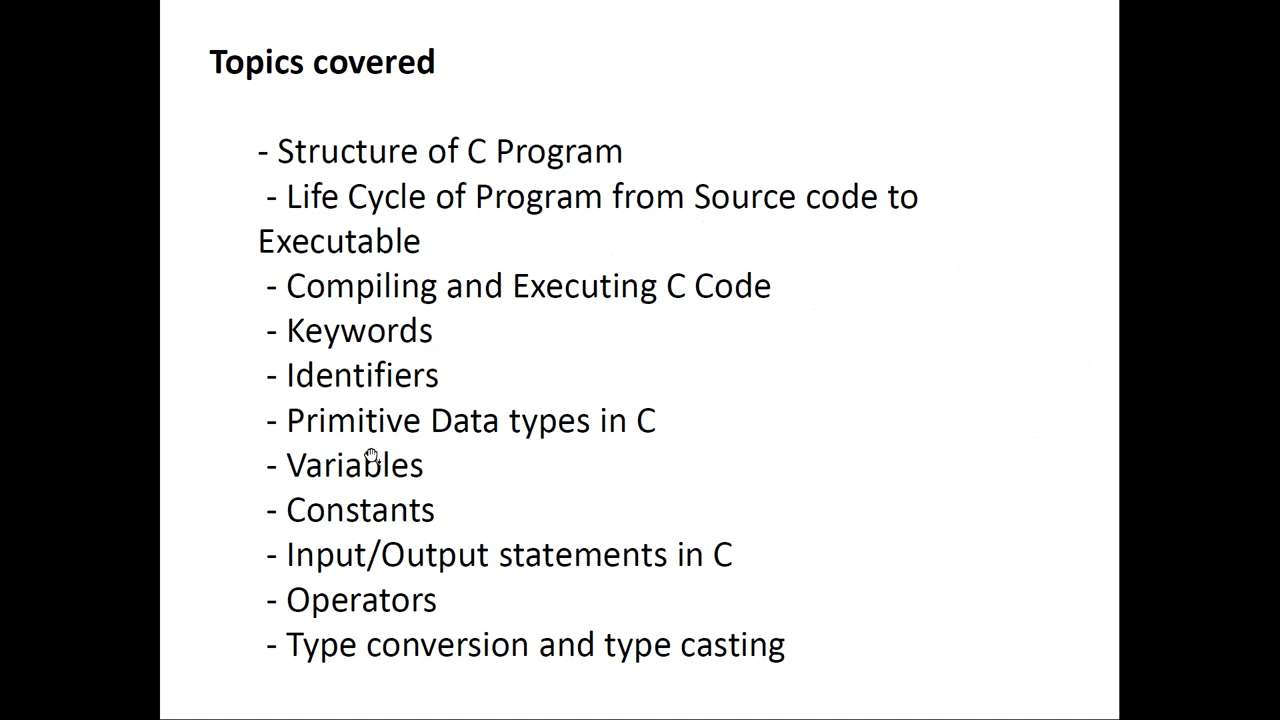 Topics covered
- Structure of C Program
- Life Cycle of Program from Source code to
Executable
- Compiling and Executing C Code
- Keywords
- Identifiers
- Primitive Data types in C
- Variables
- Constants
- Input/Output statements in C
- Operators
- Type conversion and type casting